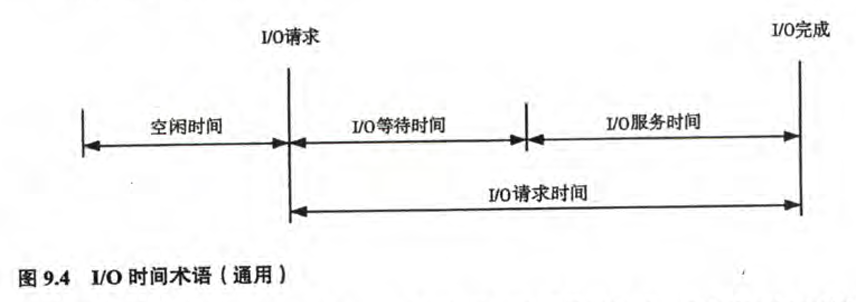 I/O请求
I/O完成
空闲时间
I/O等待时间
I/O服务时间
I/O请求时间
图 9.4 I/O 时间术语（通用）